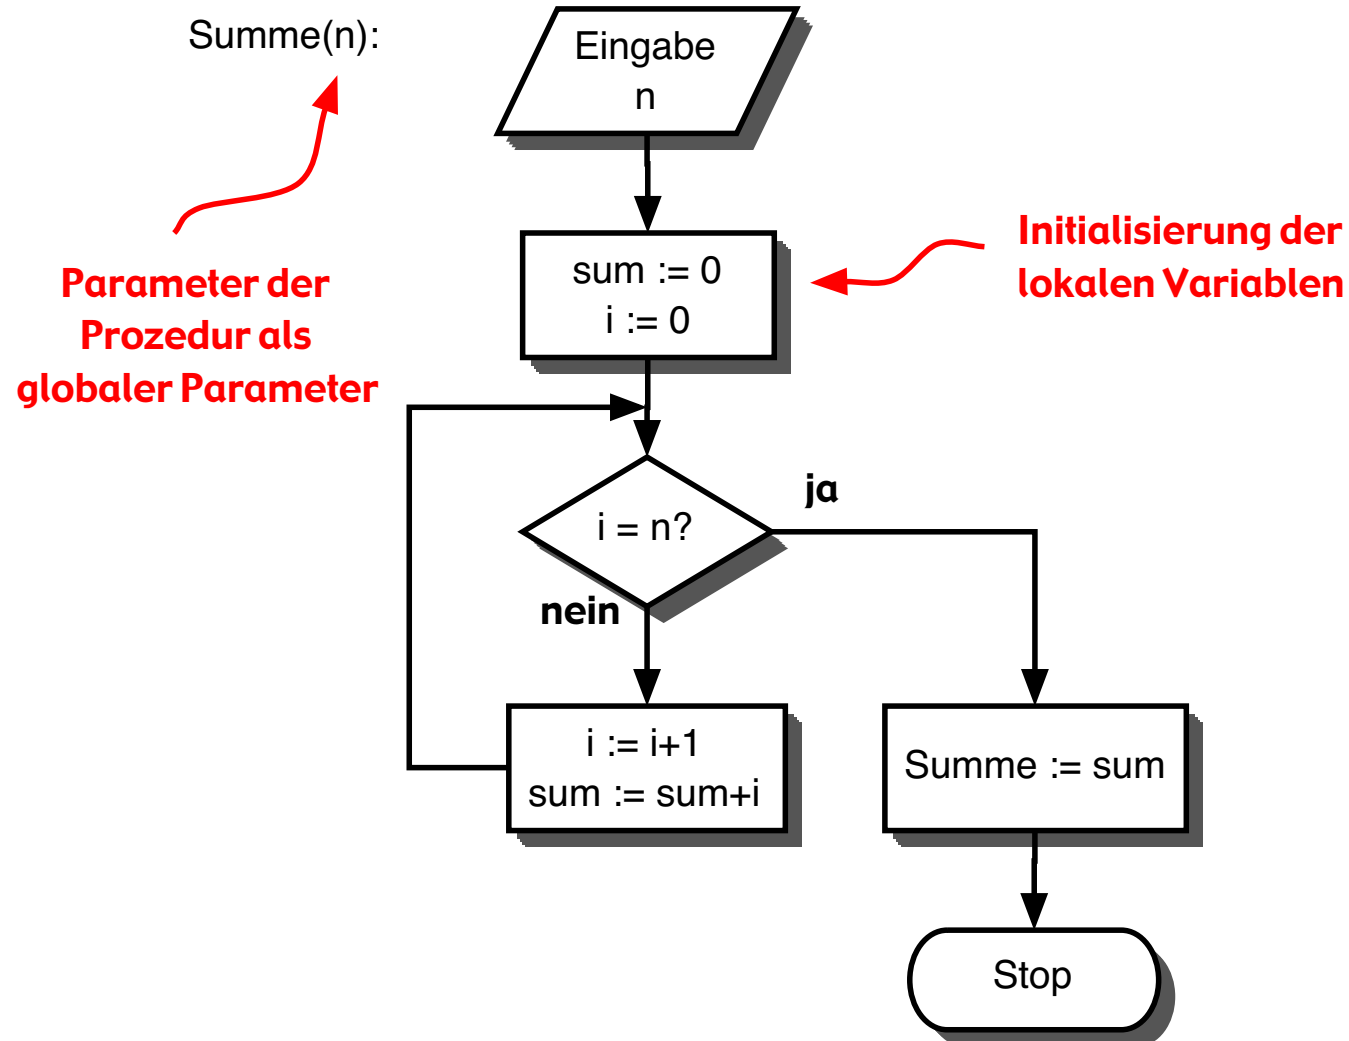 Summe(n):
Eingabe
n
Parameter der
Prozedur als
globaler Parameter
sum := 0
i := 0
Initialisierung der
lokalen Variablen
i = n?
ja
nein
i := i+1
sum := sum+i
Summe := sum
Stop